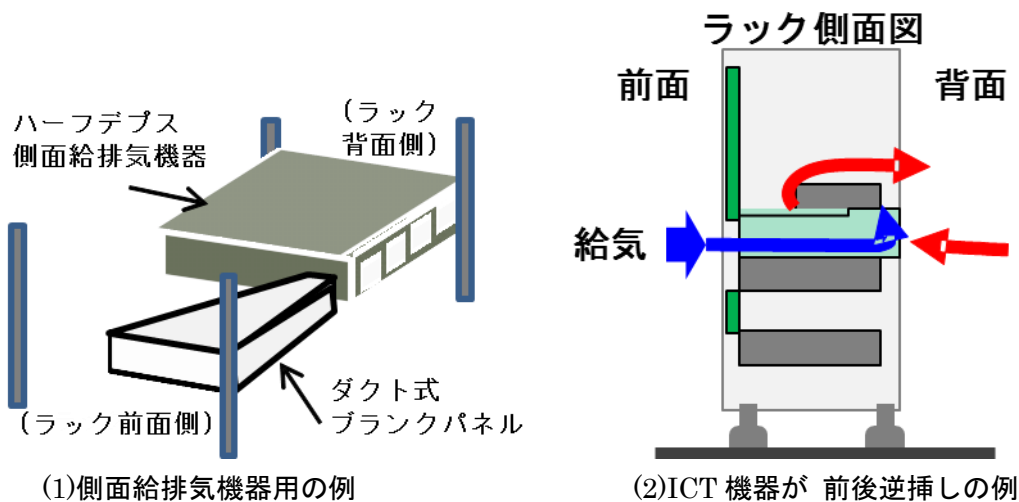 ハーフデプス
側面給排気機器
(ラック
背面側)
(ラック前面側)
ダクト式
ブランクパネル
(1)側面給排気機器用の例
ラック側面図
前面
背面
給気
(2)ICT 機器が 前後逆挿しの例